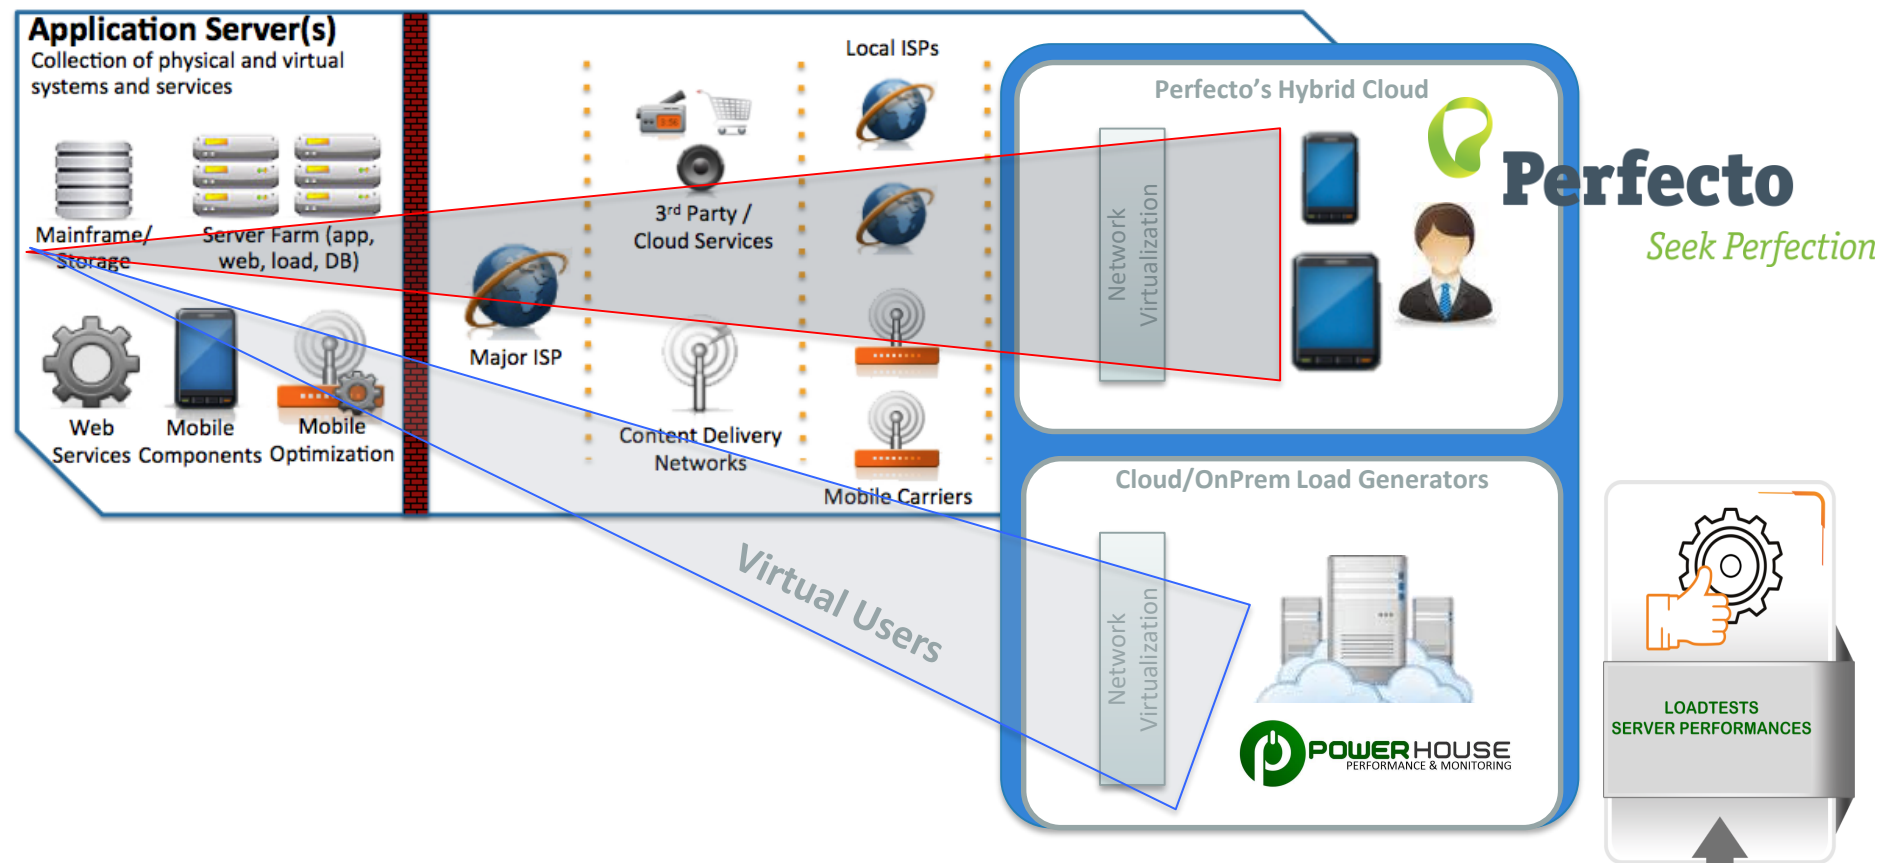 Application Server(s)
Collection of physical and virtual
systems and services
Mainframe/
Storage
Server Farm (app,
web, load, DB)
Web
Services
Mobile
Components
Mobile
Optimization
Major ISP
3rd Party /
Cloud Services
Content Delivery
Networks
Local ISPs
Mobile Carriers
Virtual Users
Perfecto’s Hybrid Cloud
Network
Virtualization
Perfecto
Seek Perfection
Cloud/OnPrem Load Generators
Network
Virtualization
POWERHOUSE
PERFORMANCE & MONITORING
LOADTESTS
SERVER PERFORMANCES